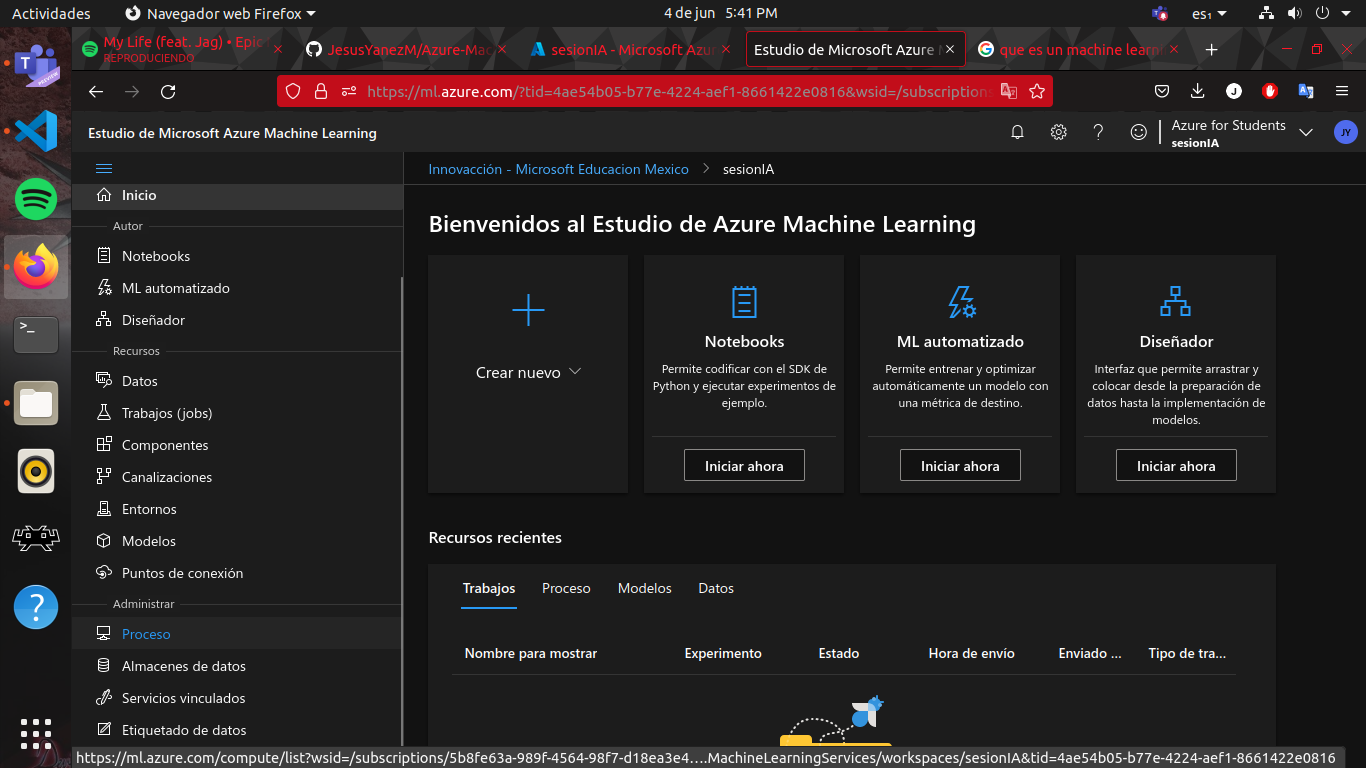 Actividades
Navegador web Firefox
4 de jun 5:41 PM
es₁
My Life (feat. Jag) • Epi
REPRODUCIENDO
JesusYanezM/Azure-Mac
sesionIA - Microsoft Azur
Estudio de Microsoft Azure
que es un machine learn
https://ml.azure.com/?tid=4ae54b05-b77e-4224-aef1-8661422e0816&wsid=/subscriptions
Estudio de Microsoft Azure Machine Learning
Azure for Students
sesionIA
JY
Innovacción - Microsoft Educacion Mexico > sesionIA
Inicio
Autor
Notebooks
ML automatizado
Diseñador
Recursos
Datos
Trabajos (jobs)
Componentes
Canalizaciones
Entornos
Modelos
Puntos de conexión
Administrar
Proceso
Almacenes de datos
Servicios vinculados
Etiquetado de datos
Bienvenidos al Estudio de Azure Machine Learning
Crear nuevo
Notebooks
Permite codificar con el SDK de
Python y ejecutar experimentos de
ejemplo.
Iniciar ahora
ML automatizado
Permite entrenar y optimizar
automáticamente un modelo con
una métrica de destino.
Iniciar ahora
Diseñador
Interfaz que permite arrastrar y
colocar desde la preparación de
datos hasta la implementación de
modelos.
Iniciar ahora
Recursos recientes
Trabajos Proceso Modelos Datos
Nombre para mostrar Experimento Estado Hora de envío Enviado ... Tipo de tra...
https://ml.azure.com/compute/list?wsid=/subscriptions/5b8fe63a-989f-4564-98f7-d18ea3e4….MachineLearningServices/workspaces/sesionIA&tid=4ae54b05-b77e-4224-aef1-8661422e0816